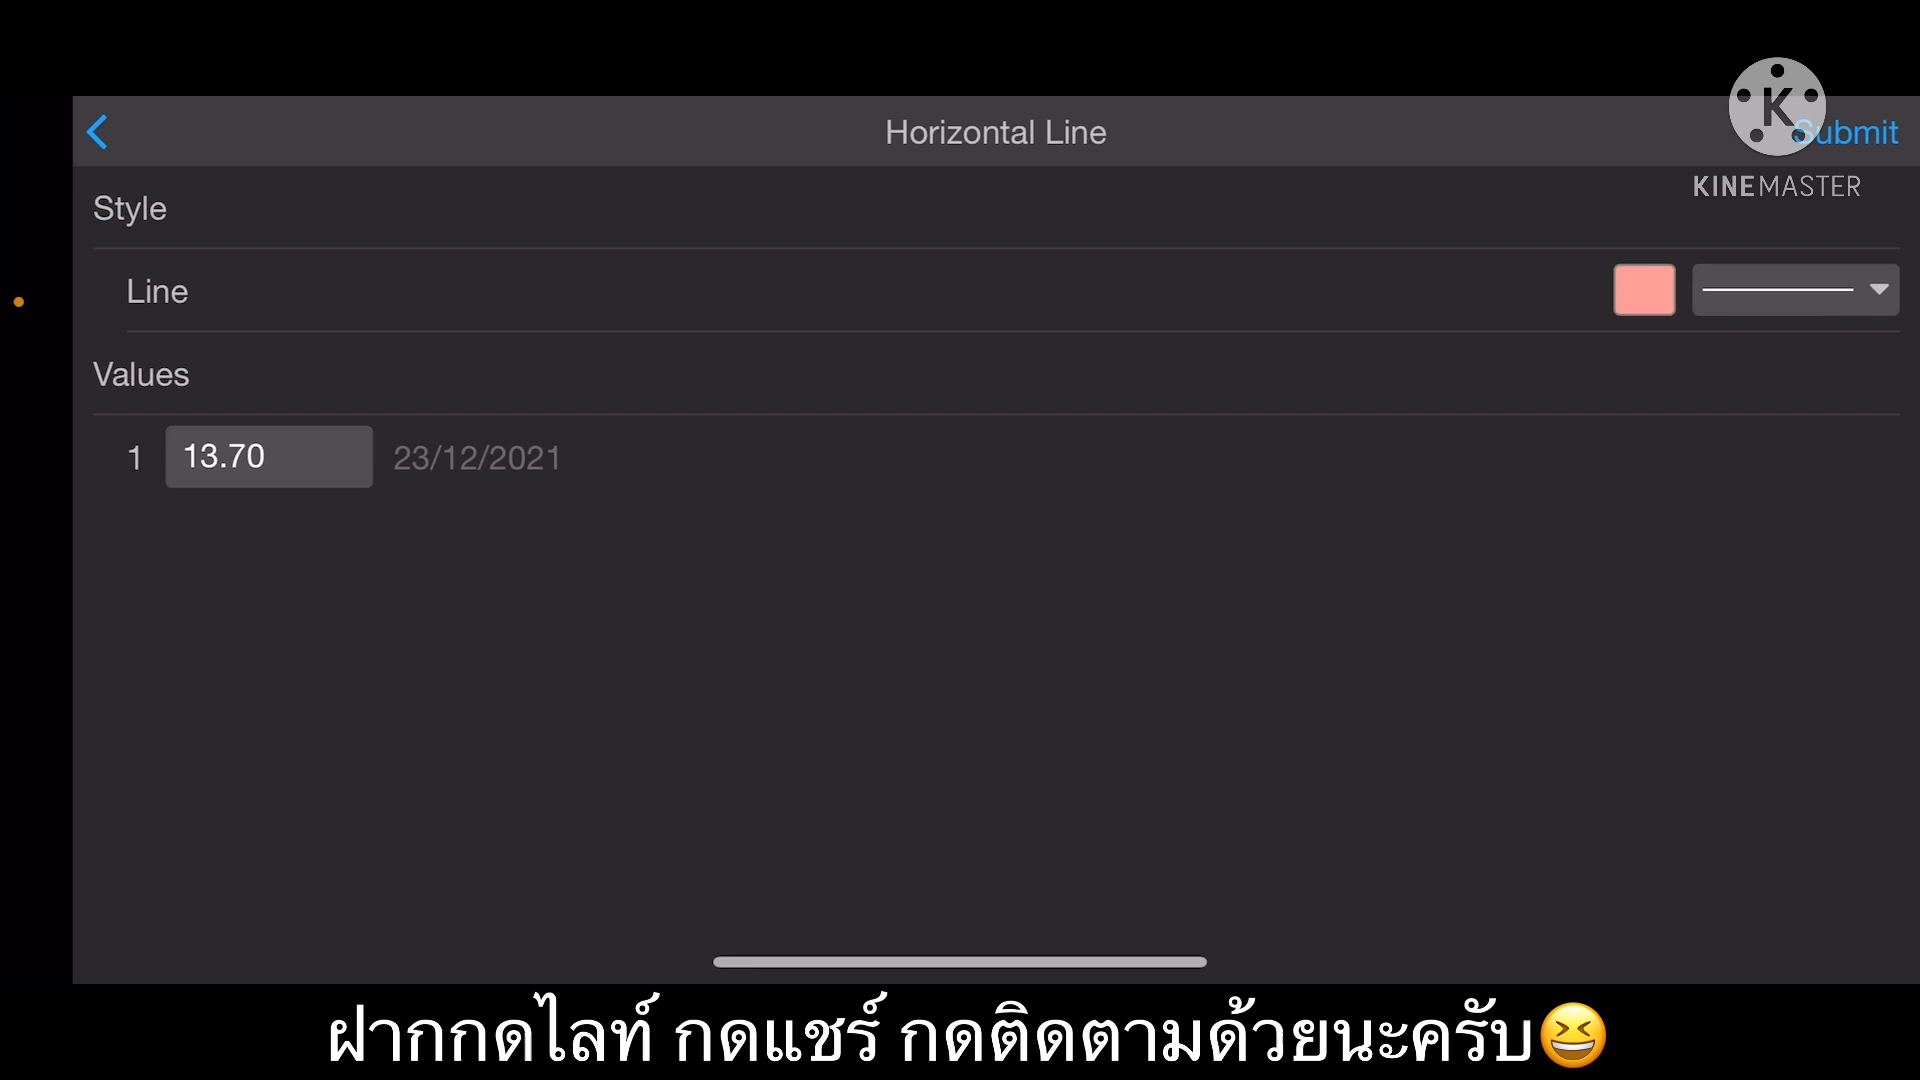 Horizontal Line
Submit
K
KINEMASTER
Style
Line
Values
1 13.70 23/12/2021
ฝากกดไลท์ กดแชร์ กดติดตามด้วยนะครับ😆